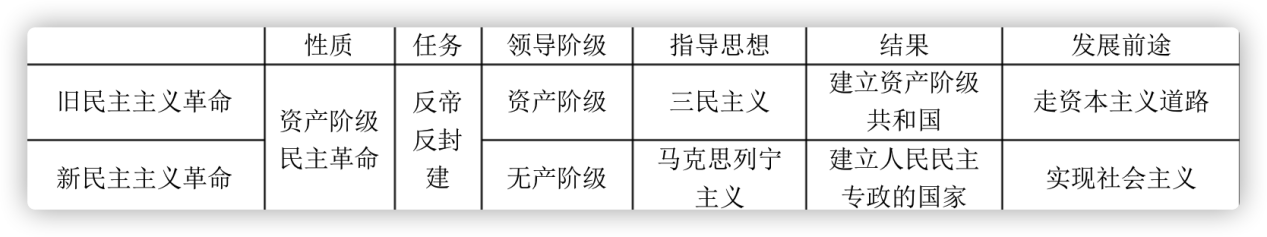 性质 任务 领导阶级 指导思想 结果 发展前途
旧民主主义革命 资产阶级民主革命 反帝反封建 资产阶级 三民主义 建立资产阶级共和国 走资本主义道路
新民主主义革命 无产阶级 马克思列宁主义 建立人民民主专政的国家 实现社会主义